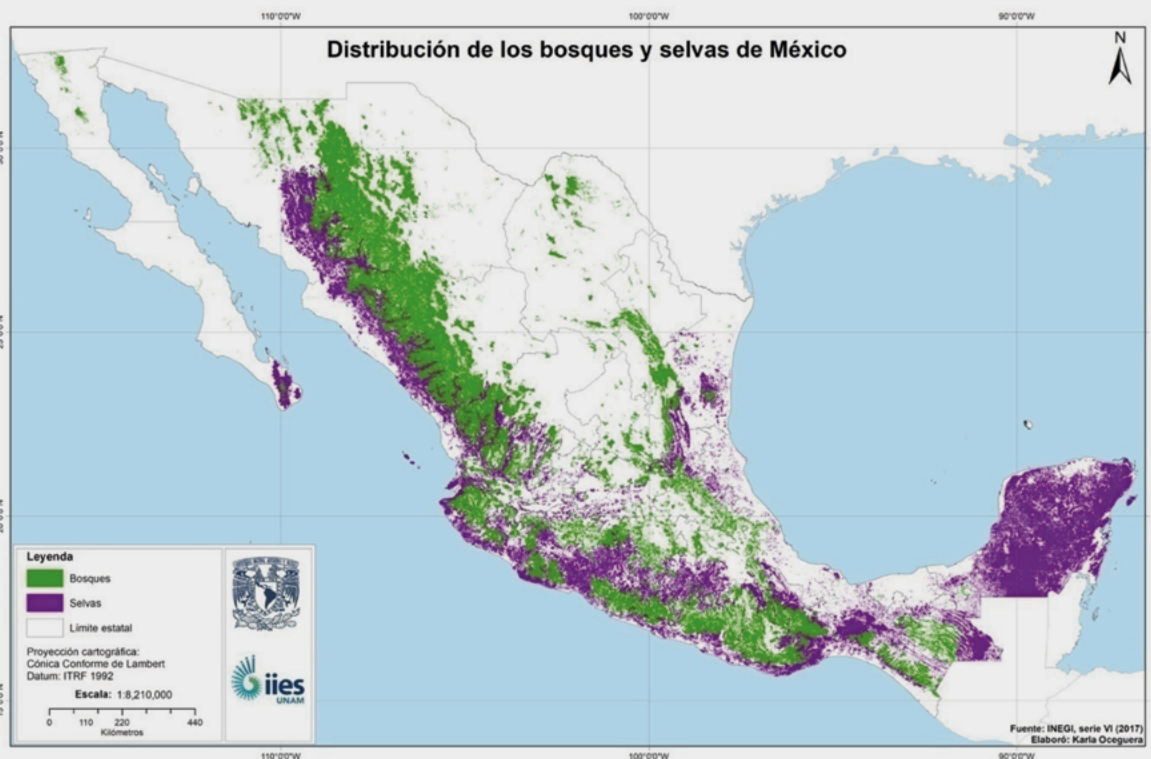 110°0'0"W 100°0'0"W 90°0'0"W
Distribución de los bosques y selvas de México
N
Leyenda
Bosques
Selvas
Límite estatal
Proyección cartográfica:
Cónica Conforme de Lambert
Datum: ITRF 1992
Escala: 1:8,210,000
0 110 220 440
Kilómetros
iies
UNAM
Fuente: INEGI, serie VI (2017)
Elaboró: Karla Oceguera
110°0'0"W 100°0'0"W 90°0'0"W